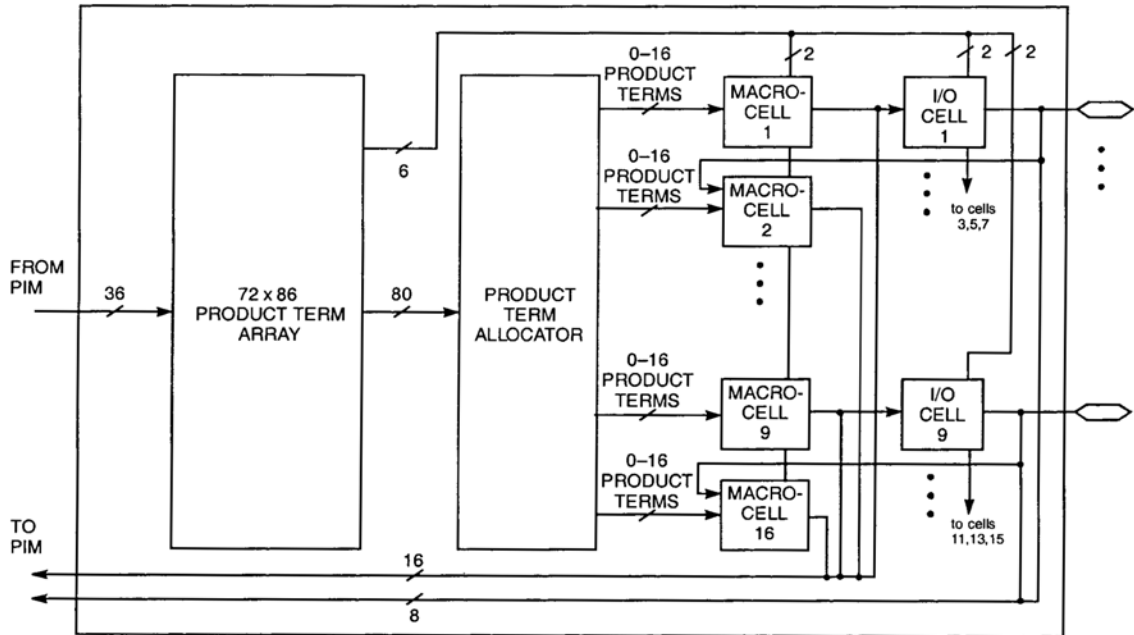 0–16
PRODUCT
TERMS
2
MACRO-
CELL
1
2
2
I/O
CELL
1
6
0–16
PRODUCT
TERMS
MACRO-
CELL
2
to cells
3,5,7
FROM
PIM
36
72 x 86
PRODUCT TERM
ARRAY
80
PRODUCT
TERM
ALLOCATOR
0–16
PRODUCT
TERMS
MACRO-
CELL
9
I/O
CELL
9
0–16
PRODUCT
TERMS
MACRO-
CELL
16
to cells
11,13,15
TO
PIM
16
8